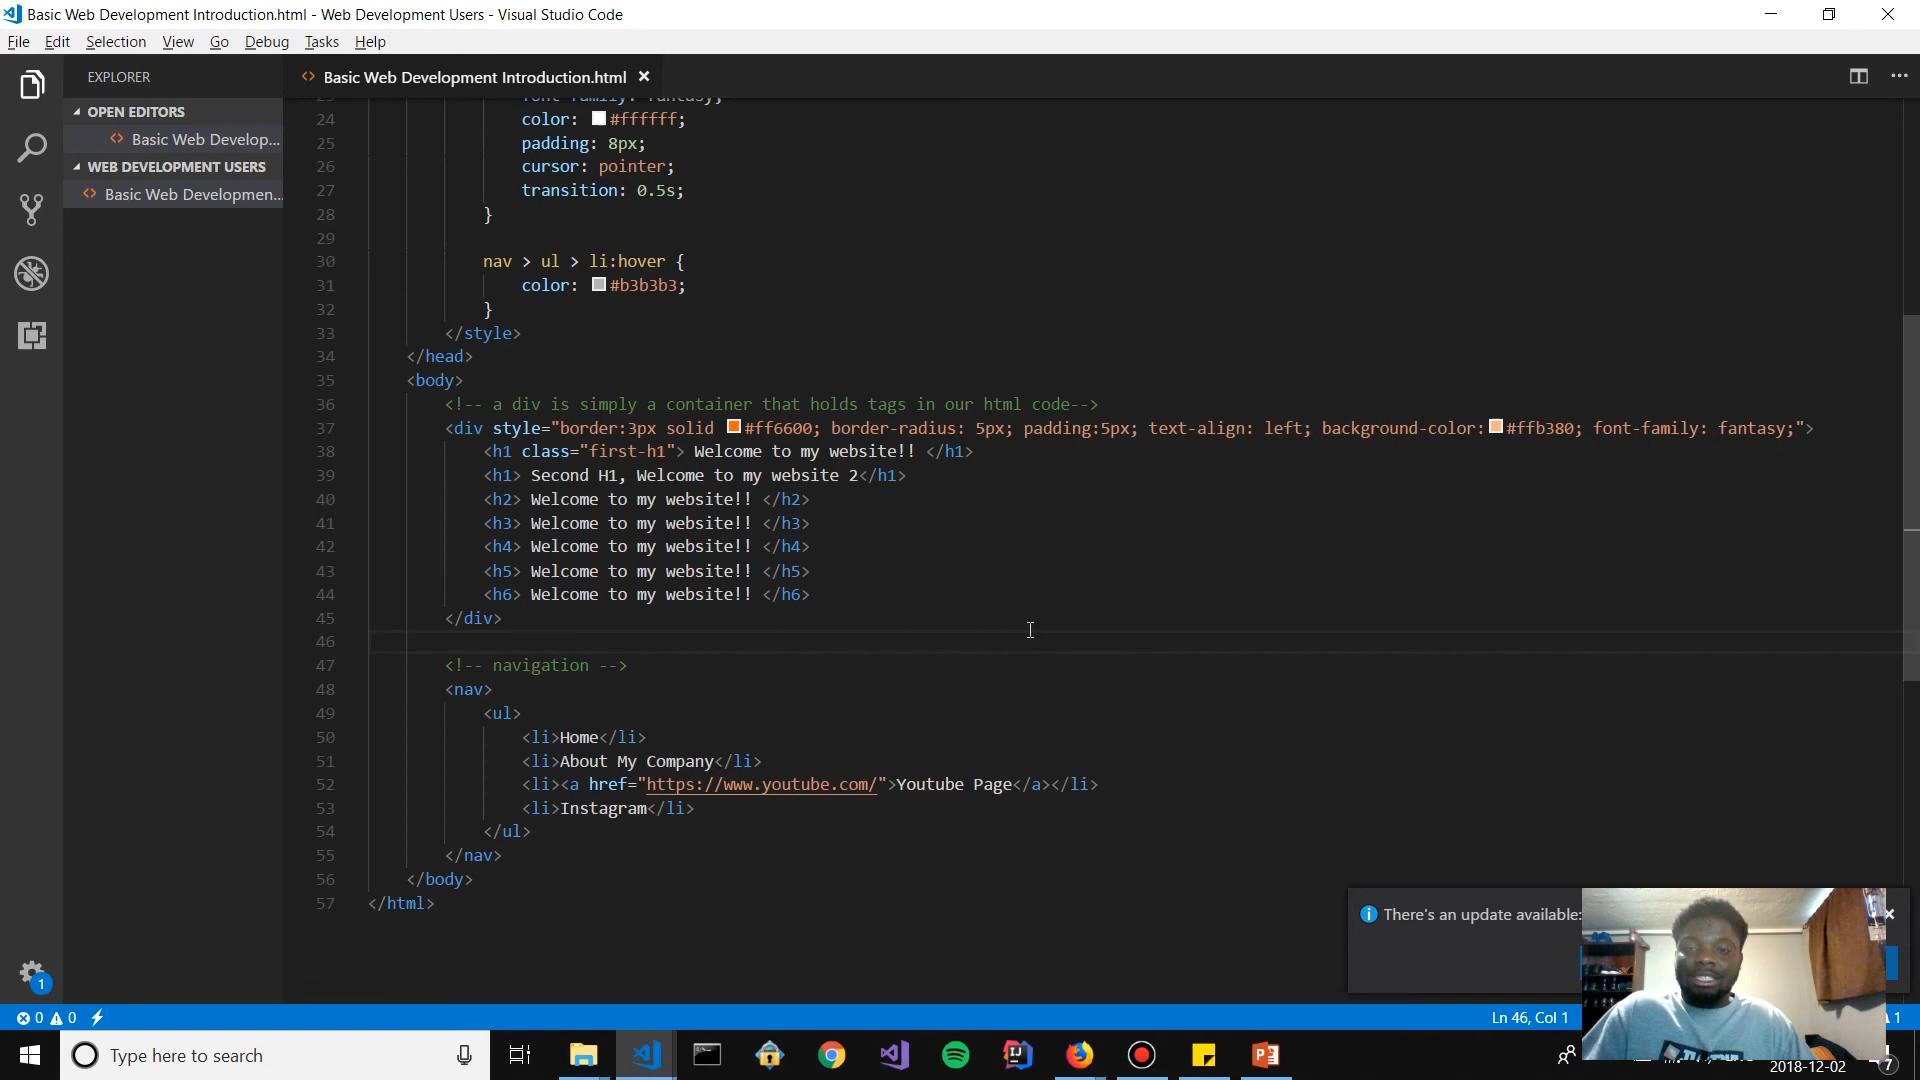 Basic Web Development Introduction.html - Web Development Users - Visual Studio Code
File Edit Selection View Go Debug Tasks Help
EXPLORER
OPEN EDITORS
Basic Web Develop...
WEB DEVELOPMENT USERS
Basic Web Developmen...
Basic Web Development Introduction.html
24 color: #ffffff;
25 padding: 8px;
26 cursor: pointer;
27 transition: 0.5s;
28 }
29
30 nav > ul > li:hover {
31 color: #b3b3b3;
32 }
33 </style>
34 </head>
35 <body>
36 <!-- a div is simply a container that holds tags in our html code-->
37 <div style="border:3px solid #ff6600; border-radius: 5px; padding:5px; text-align: left; background-color:#ffb380; font-family: fantasy;">
38 <h1 class="first-h1"> Welcome to my website!! </h1>
39 <h1> Second H1, Welcome to my website 2</h1>
40 <h2> Welcome to my website!! </h2>
41 <h3> Welcome to my website!! </h3>
42 <h4> Welcome to my website!! </h4>
43 <h5> Welcome to my website!! </h5>
44 <h6> Welcome to my website!! </h6>
45 </div>
46
47 <!-- navigation -->
48 <nav>
49 <ul>
50 <li>Home</li>
51 <li>About My Company</li>
52 <li><a href="https://www.youtube.com/">Youtube Page</a></li>
53 <li>Instagram</li>
54 </ul>
55 </nav>
56 </body>
57 </html>
There's an update available:
1
0 0
Ln 46, Col 1
1
Type here to search
2018-12-02
7